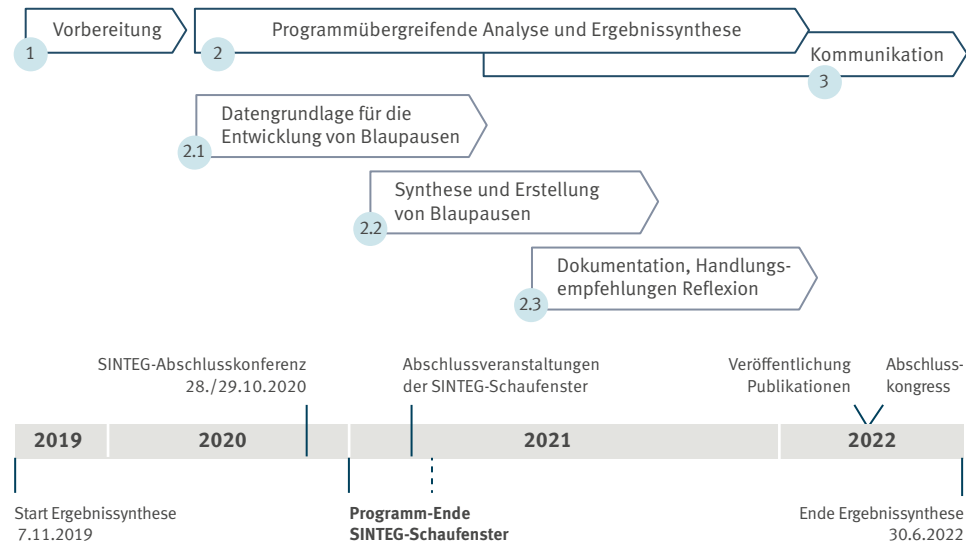 Vorbereitung
1
Programmübergreifende Analyse und Ergebnissynthese
2
Kommunikation
3
Datengrundlage für die
Entwicklung von Blaupausen
2.1
Synthese und Erstellung
von Blaupausen
2.2
Dokumentation, Handlungs-
empfehlungen Reflexion
2.3
SINTEG-Abschlusskonferenz
28./29.10.2020
Abschlussveranstaltungen
der SINTEG-Schaufenster
Veröffentlichung
Publikationen
Abschluss-
kongress
2019 2020 2021 2022
Start Ergebnissynthese
7.11.2019
Programm-Ende
SINTEG-Schaufenster
Ende Ergebnissynthese
30.6.2022